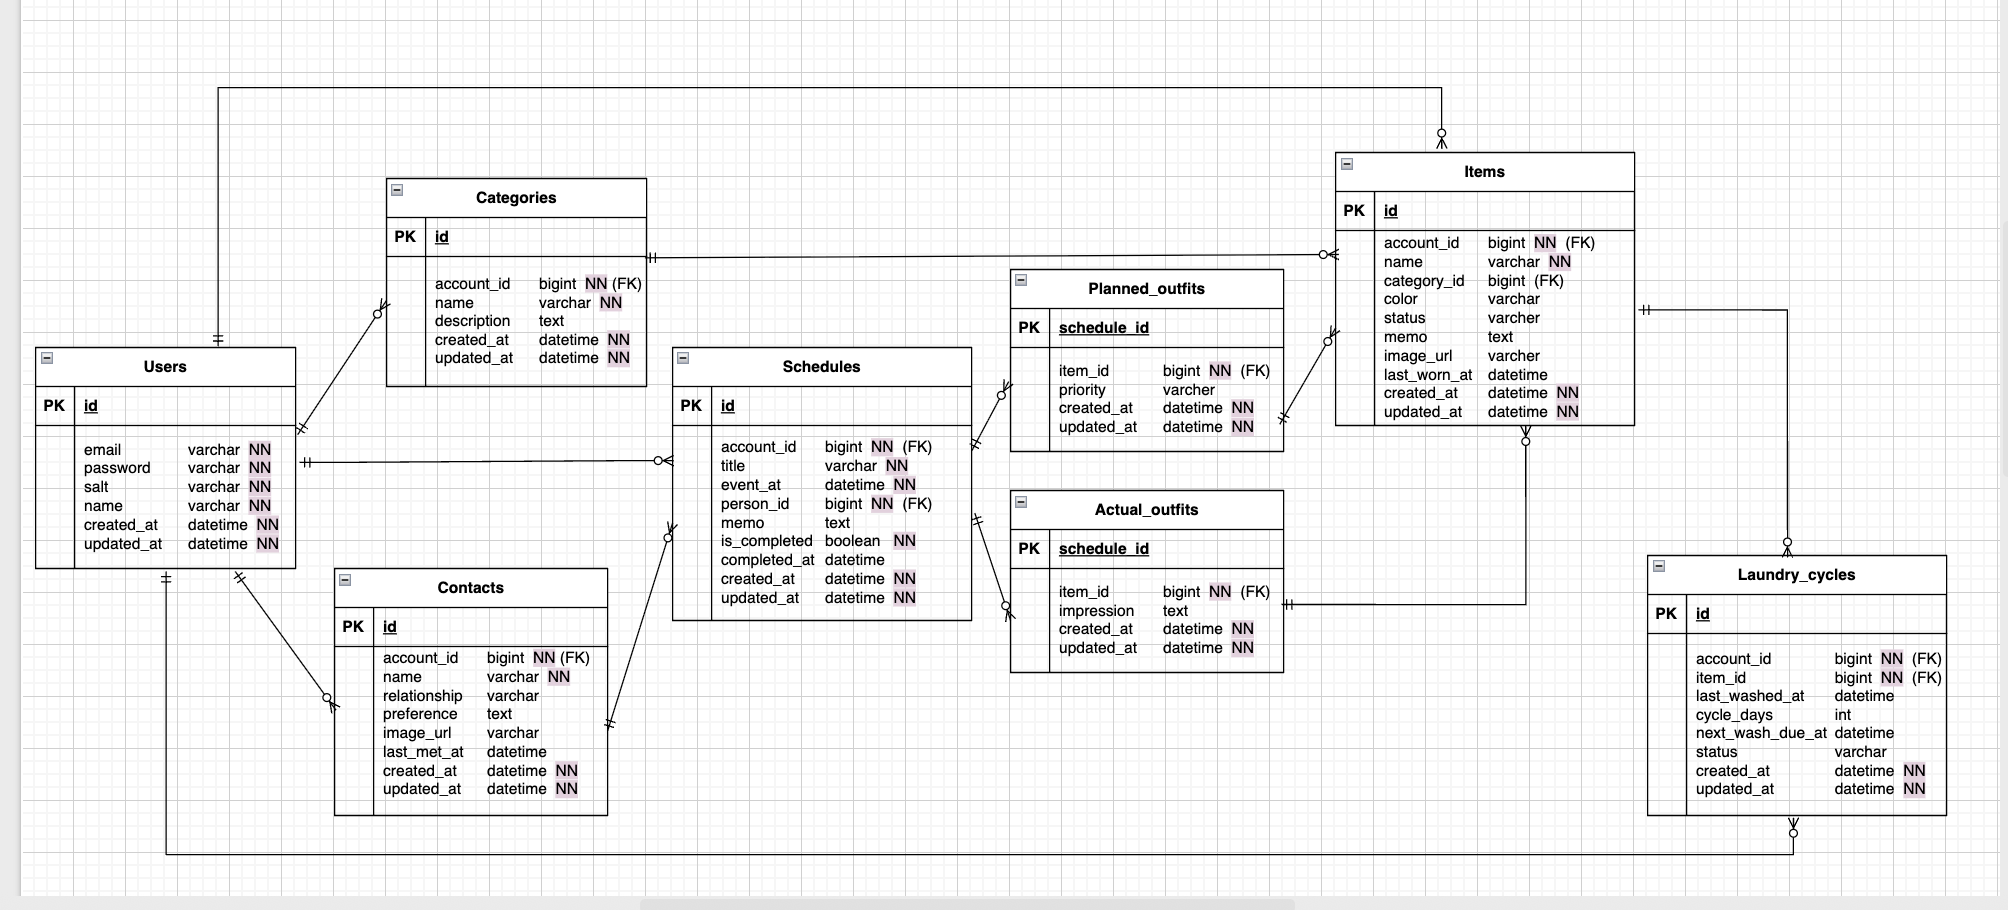 Items
PK id
account_id bigint NN (FK)
name varchar NN
category_id bigint (FK)
color varchar
status varcher
memo text
image_url varcher
last_worn_at datetime
created_at datetime NN
updated_at datetime NN
Categories
PK id
account_id bigint NN (FK)
name varchar NN
description text
created_at datetime NN
updated_at datetime NN
Planned_outfits
PK schedule_id
item_id bigint NN (FK)
priority varcher
created_at datetime NN
updated_at datetime NN
Users
PK id
email varchar NN
password varchar NN
salt varchar NN
name varchar NN
created_at datetime NN
updated_at datetime NN
Schedules
PK id
account_id bigint NN (FK)
title varchar NN
event_at datetime NN
person_id bigint NN (FK)
memo text
is_completed boolean NN
completed_at datetime
created_at datetime NN
updated_at datetime NN
Actual_outfits
PK schedule_id
item_id bigint NN (FK)
impression text
created_at datetime NN
updated_at datetime NN
Contacts
PK id
account_id bigint NN (FK)
name varchar NN
relationship varchar
preference text
image_url varchar
last_met_at datetime
created_at datetime NN
updated_at datetime NN
Laundry_cycles
PK id
account_id bigint NN (FK)
item_id bigint NN (FK)
last_washed_at datetime
cycle_days int
next_wash_due_at datetime
status varchar
created_at datetime NN
updated_at datetime NN